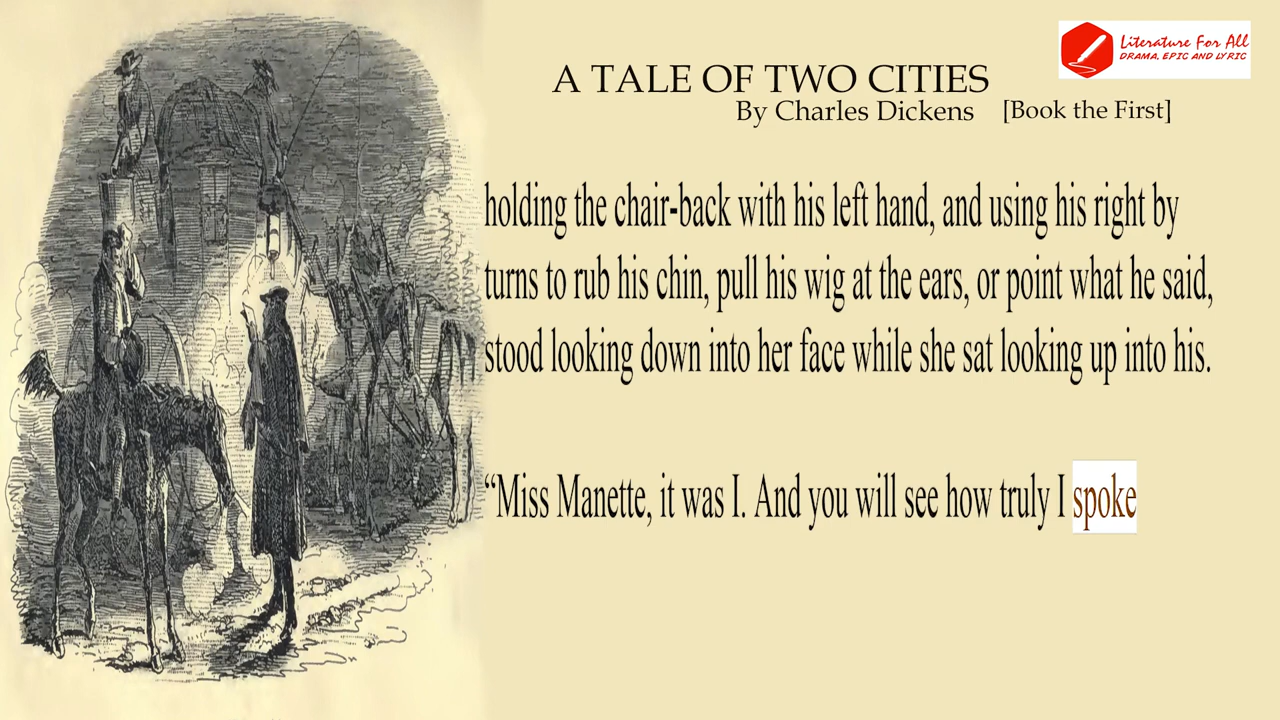 Literature For All
DRAMA, EPIC AND LYRIC
A TALE OF TWO CITIES
By Charles Dickens [Book the First]
holding the chair-back with his left hand, and using his right by
turns to rub his chin, pull his wig at the ears, or point what he said,
stood looking down into her face while she sat looking up into his.
“Miss Manette, it was I. And you will see how truly I spoke